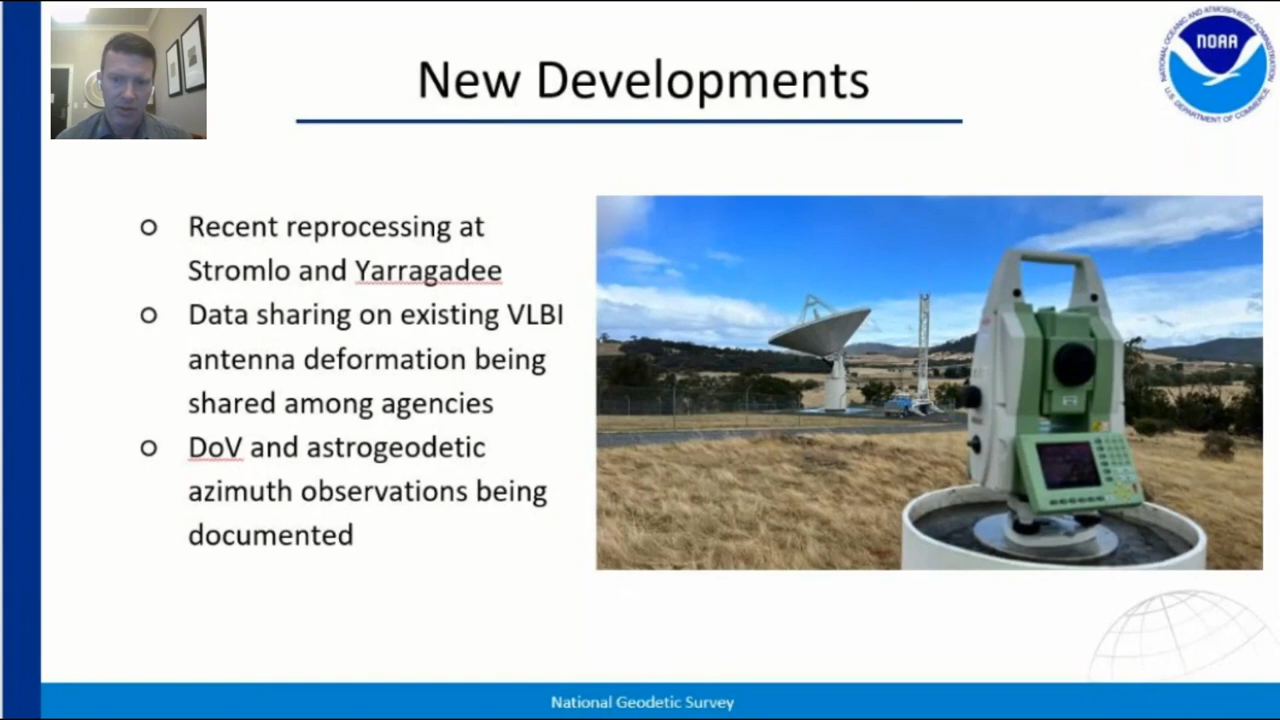 New Developments
NOAA
NATIONAL OCEANIC AND ATMOSPHERIC ADMINISTRATION
U.S. DEPARTMENT OF COMMERCE
Recent reprocessing at
Stromlo and Yarragadee
Data sharing on existing VLBI
antenna deformation being
shared among agencies
DoV and astrogeodetic
azimuth observations being
documented
National Geodetic Survey